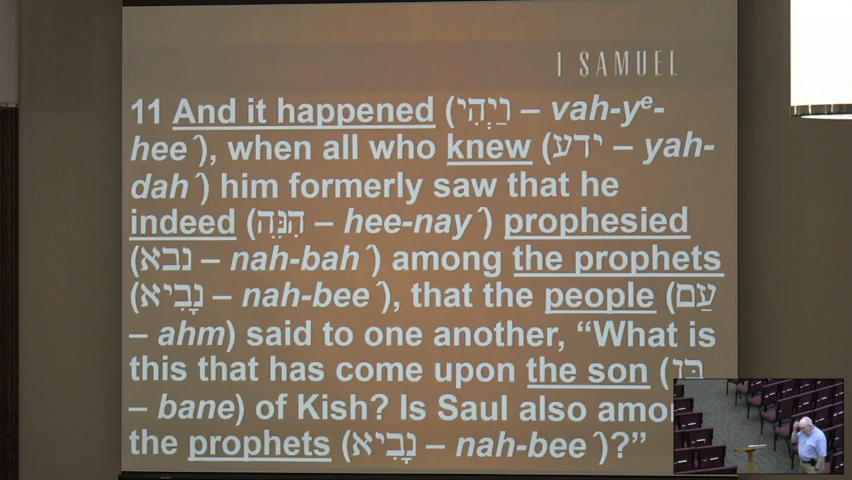 1 SAMUEL
11 And it happened (וַיְהִי – vah-yᵉ-
hee´), when all who knew (ידע – yah-
dah´) him formerly saw that he
indeed (הִנֵּה – hee-nay´) prophesied
(נבא – nah-bah´) among the prophets
(נָבִיא – nah-bee´), that the people (עַם
– ahm) said to one another, “What is
this that has come upon the son (בֵּן
– bane) of Kish? Is Saul also amo
the prophets (נָבִיא – nah-bee´)?”